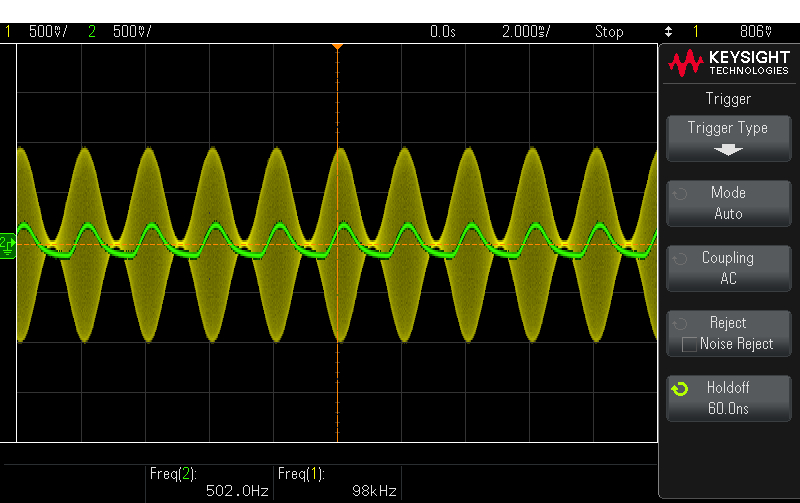 1 500mV/ 2 500mV/ 0.0s 2.000ms/ Stop 1 806mV
KEYSIGHT
TECHNOLOGIES
Trigger
Trigger Type
Mode
Auto
Coupling
AC
Reject
Noise Reject
Holdoff
60.0ns
2
Freq(2): Freq(1):
502.0Hz 98kHz